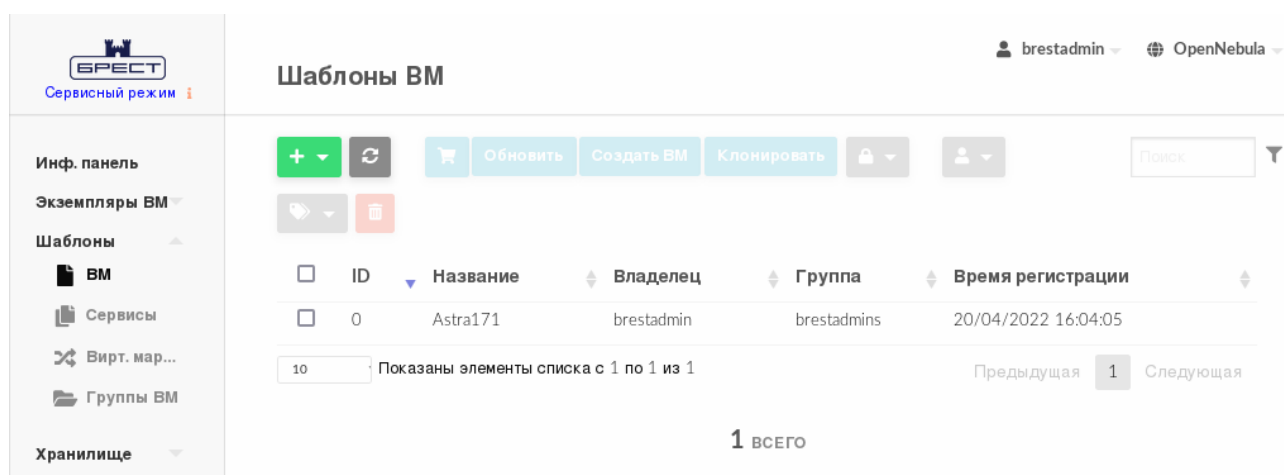 БРЕСТ
Сервисный режим i
Инф. панель
Экземпляры ВМ
Шаблоны
ВМ
Сервисы
Вирт. мар...
Группы ВМ
Хранилище
brestadmin OpenNebula
Шаблоны ВМ
Обновить Создать ВМ Клонировать Поиск
ID Название Владелец Группа Время регистрации
0 Astra171 brestadmin brestadmins 20/04/2022 16:04:05
10 Показаны элементы списка с 1 по 1 из 1 Предыдущая 1 Следующая
1 ВСЕГО